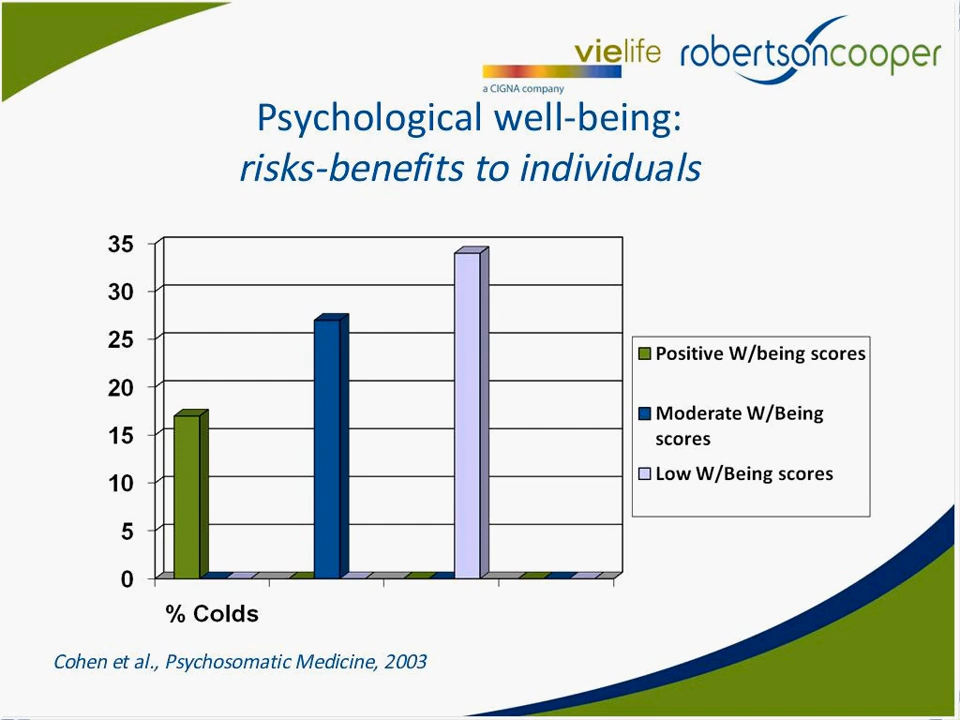 vielife
robertsoncooper
a CIGNA company
Psychological well-being:
risks-benefits to individuals
35
30
25
20
15
10
5
0
Positive W/being scores
Moderate W/Being
scores
Low W/Being scores
% Colds
Cohen et al., Psychosomatic Medicine, 2003